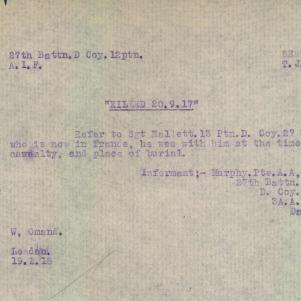 27th Battn.D Coy.12ptn.
A.I.F.
T.J
"KILLED 20.9.17"
Refer to Sgt Hallett.13 Ptn.D. Coy.27
who is now in France, he was with him at the time
casualty, and place of burial.
Informant;- Murphy.Pte.A.A,
27th Battn.
D. Coy.
3A.A.
W, Omand.
London.
19.2.18